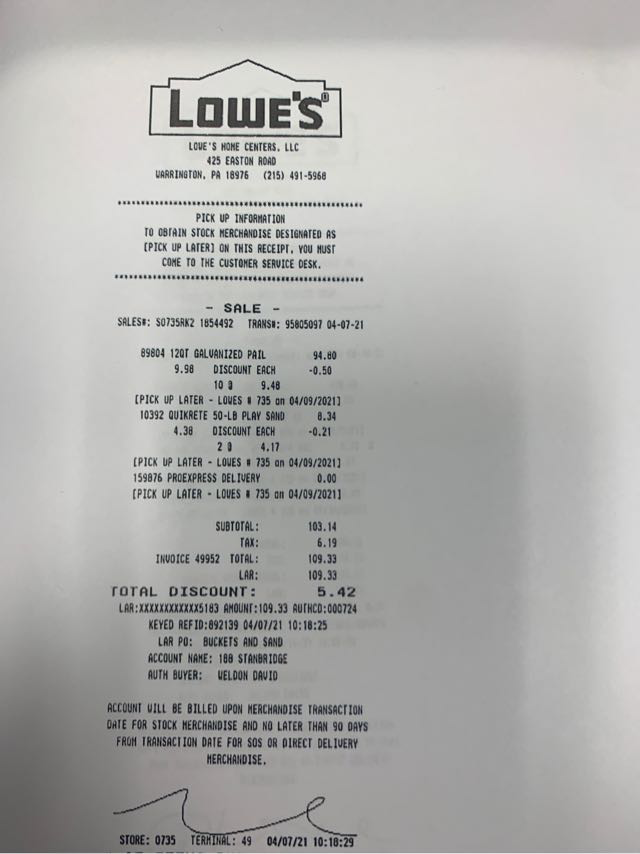 LOWE'S®
LOWE'S HOME CENTERS, LLC
425 EASTON ROAD
WARRINGTON, PA 18976 (215) 491-5968
PICK UP INFORMATION
TO OBTAIN STOCK MERCHANDISE DESIGNATED AS
[PICK UP LATER] ON THIS RECEIPT, YOU MUST
COME TO THE CUSTOMER SERVICE DESK.
- SALE -
SALES#: S0735RK2 1854492 TRANS#: 95805097 04-07-21
89804 12QT GALVANIZED PAIL 94.80
9.98 DISCOUNT EACH -0.50
10 @ 9.48
[PICK UP LATER - LOWES # 735 on 04/09/2021]
10392 QUIKRETE 50-LB PLAY SAND 8.34
4.38 DISCOUNT EACH -0.21
2 @ 4.17
[PICK UP LATER - LOWES # 735 on 04/09/2021]
159876 PROEXPRESS DELIVERY 0.00
[PICK UP LATER - LOWES # 735 on 04/09/2021]
SUBTOTAL: 103.14
TAX: 6.19
INVOICE 49952 TOTAL: 109.33
LAR: 109.33
TOTAL DISCOUNT: 5.42
LAR:XXXXXXXXXXXX5183 AMOUNT:109.33 AUTHCD:000724
KEYED REFID:892139 04/07/21 10:18:25
LAR PO: BUCKETS AND SAND
ACCOUNT NAME: 188 STANBRIDGE
AUTH BUYER: WELDON DAVID
ACCOUNT WILL BE BILLED UPON MERCHANDISE TRANSACTION
DATE FOR STOCK MERCHANDISE AND NO LATER THAN 90 DAYS
FROM TRANSACTION DATE FOR SOS OR DIRECT DELIVERY
MERCHANDISE.
STORE: 0735 TERMINAL: 49 04/07/21 10:18:29